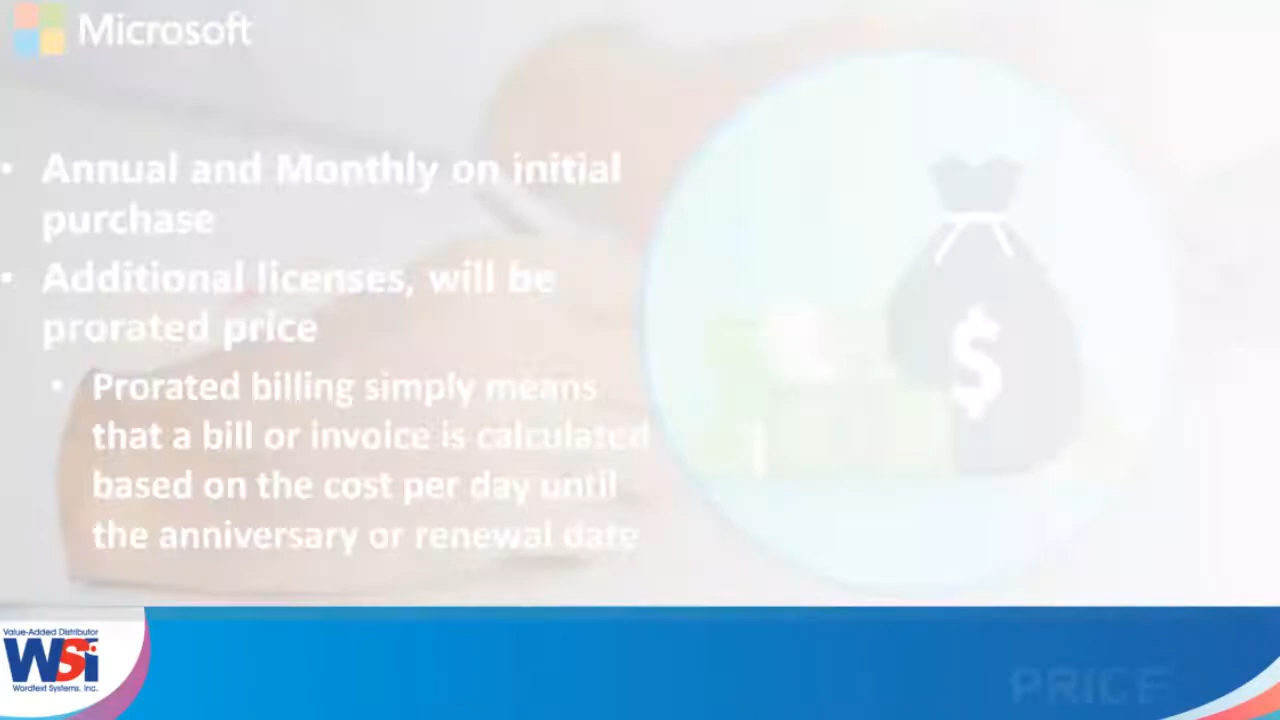 Microsoft
• Annual and Monthly on initial
purchase
• Additional licenses, will be
prorated price
• Prorated billing simply means
that a bill or invoice is calculated
based on the cost per day until
the anniversary or renewal date
$
Value-Added Distributor
WSi
Wordtext Systems, Inc.
PRICE